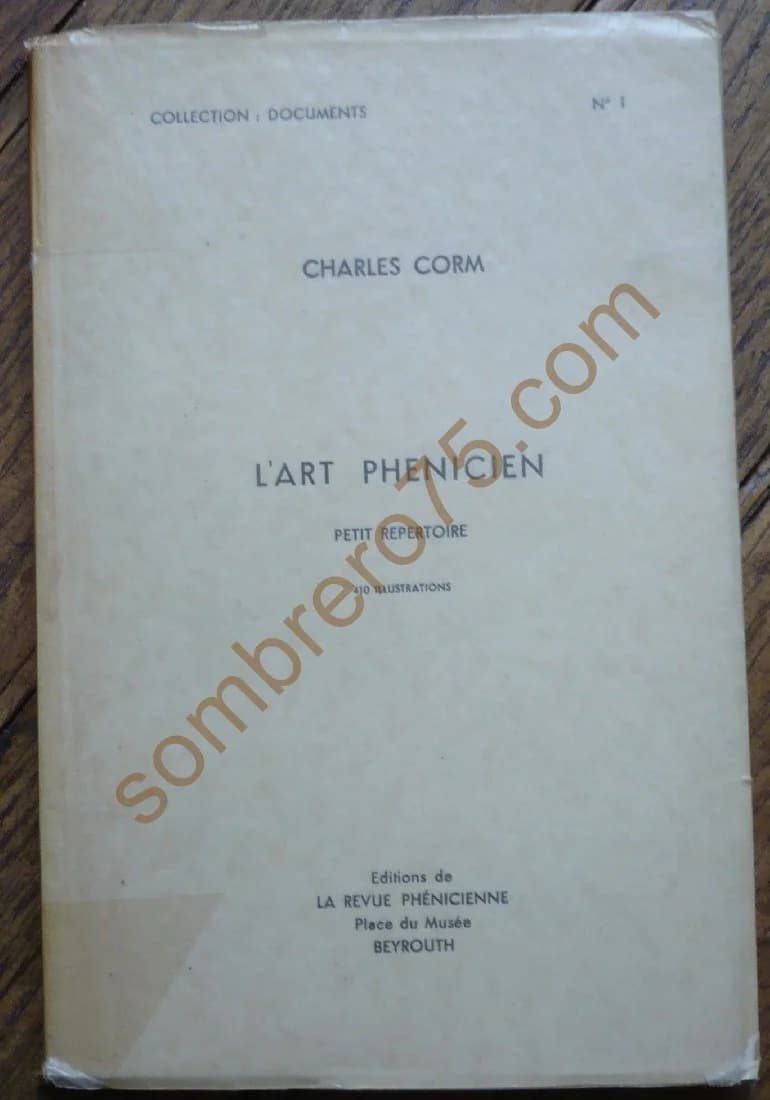 COLLECTION : DOCUMENTS N° 1
CHARLES CORM
L'ART PHENICIEN
PETIT REPERTOIRE
410 ILLUSTRATIONS
sombrero75.com
Editions de
LA REVUE PHÉNICIENNE
Place du Musée
BEYROUTH